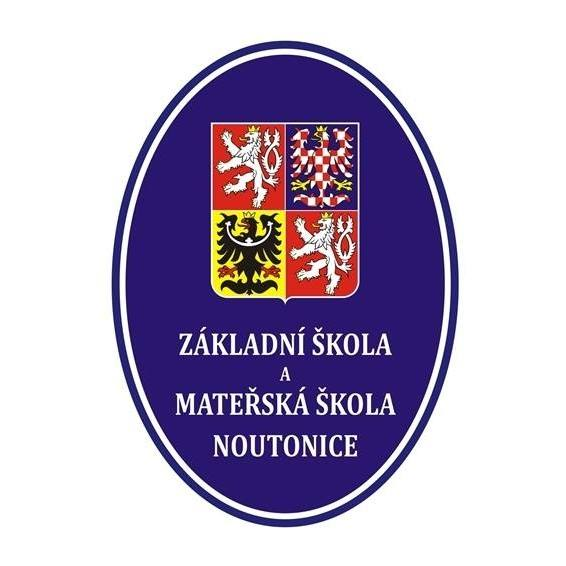 ZÁKLADNÍ ŠKOLA
A
MATEŘSKÁ ŠKOLA
NOUTONICE